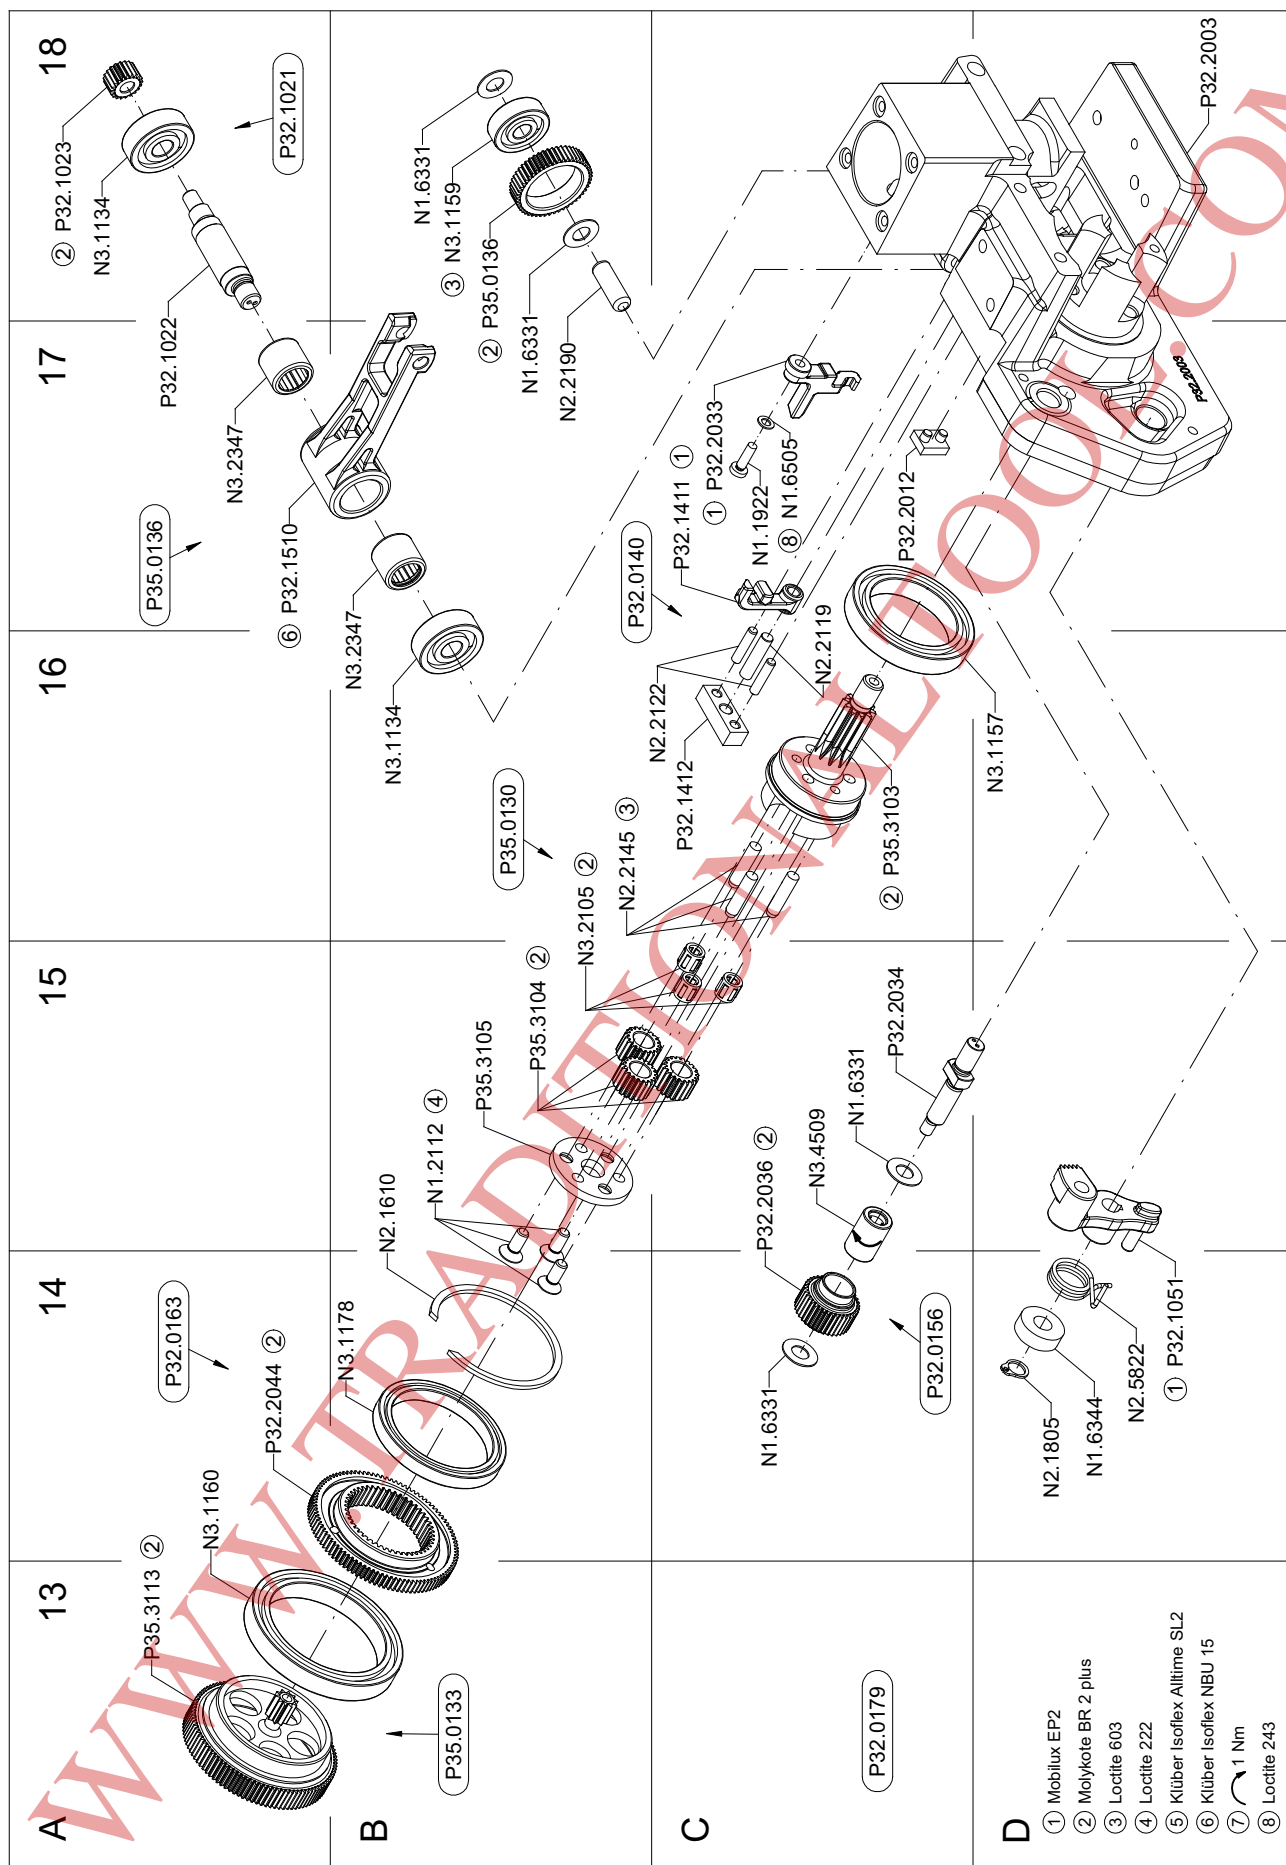 13
14
15
16
17
18
A
P35.3113 ②
N3.1160
P32.2044 ②
P32.0163
P35.0133
N3.1178
N2.1610
N1.2112 ④
P35.3105
P35.3104 ②
N3.2105 ②
N2.2145 ③
P35.0130
N3.1134
N3.2347
⑥ P32.1510
P35.0136
N3.2347
P32.1022
N3.1134
② P32.1023
P32.1021
B
N2.2190
N1.6331
② P35.0136
③ N3.1159
N1.6331
C
P32.0179
N1.6331
P32.0156
P32.2036 ②
N3.4509
N1.6331
P32.2034
② P35.3103
N3.1157
P32.1412
N2.2122
N2.2119
P32.0140
P32.1411 ①
N1.1922
⑧ N1.6505
① P32.2033
P32.2012
P32.2003
P32.2003
D
N2.1805
N1.6344
N2.5822
① P32.1051
① Mobilux EP2
② Molykote BR 2 plus
③ Loctite 603
④ Loctite 222
⑤ Klüber Isoflex Alltime SL2
⑥ Klüber Isoflex NBU 15
⑦ 1 Nm
⑧ Loctite 243
WWW.TRADITIONALTOOL.COM